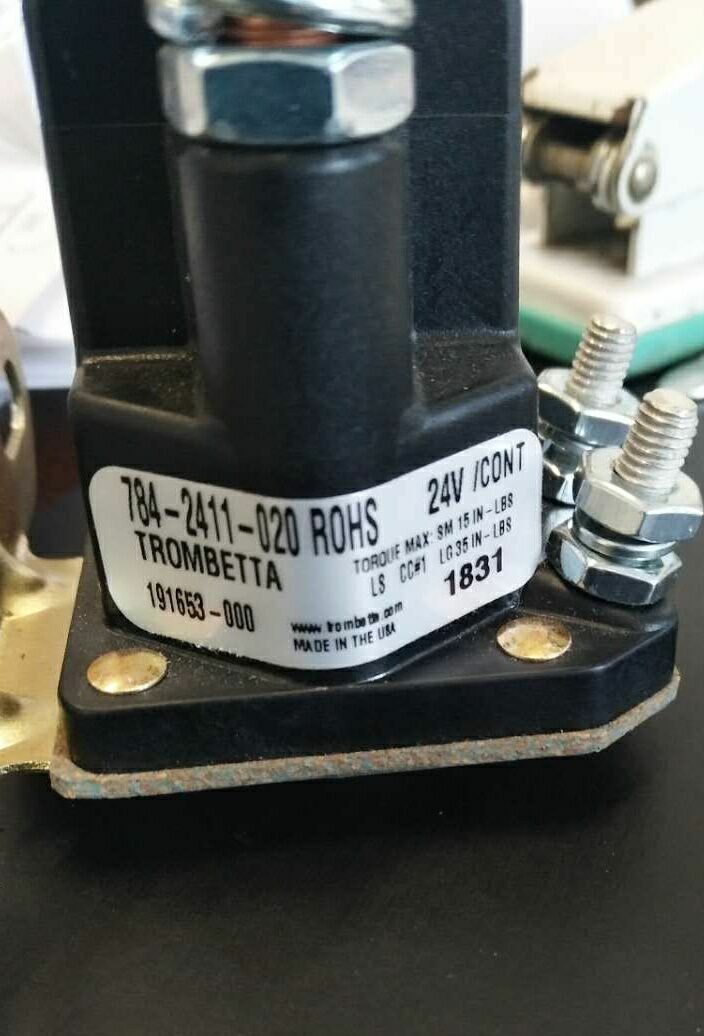 784-2411-020 ROHS 24V /CONT
TROMBETTA TORQUE MAX: SM 15 IN-LBS
LS CC#1 LG 35 IN-LBS
191653-000 1831
www.trombetta.com
MADE IN THE USA